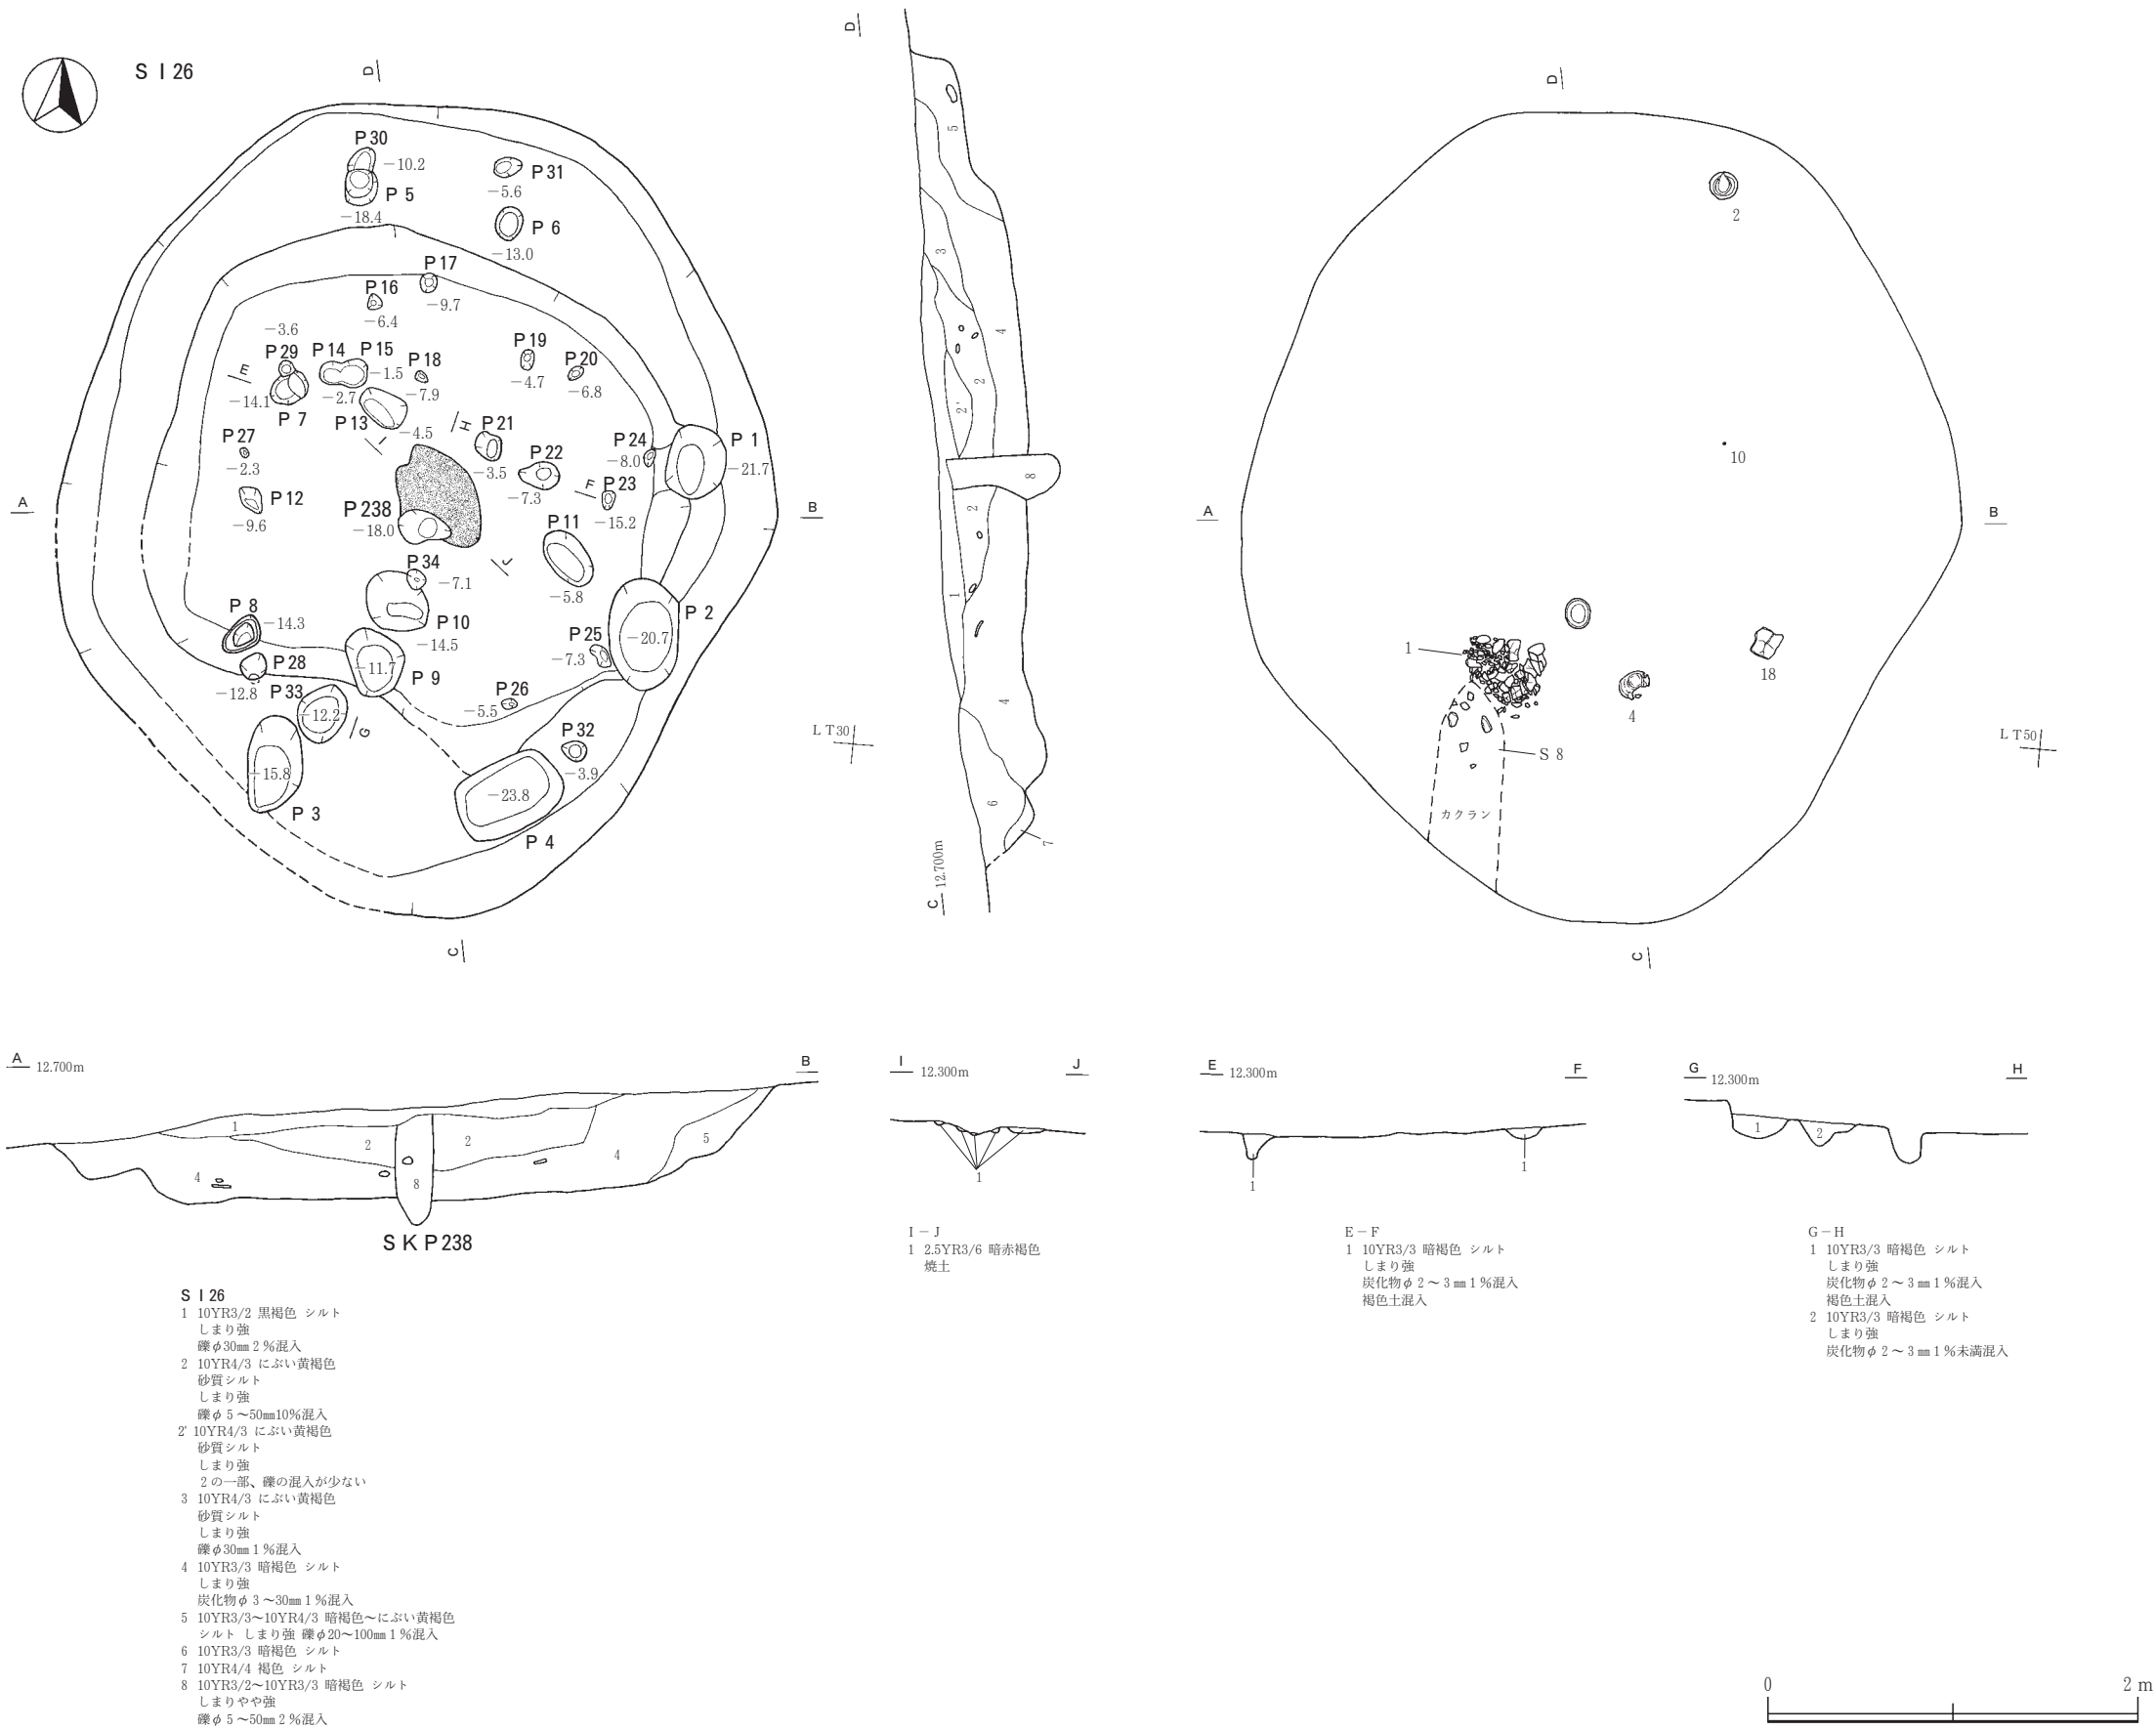 S I 26
D
P 30
－10.2
P 5
－18.4
P 31
－5.6
P 6
－13.0
P 17
－9.7
P 16
－6.4
－3.6
P 29
P 14
P 15
－1.5
P 18
－7.9
P 19
－4.7
P 20
－6.8
E
－14.1
P 7
－2.7
P 13
－4.5
I
H
P 21
－3.5
P 22
－7.3
P 24
－8.0
P 1
－21.7
P 27
－2.3
P 12
－9.6
F
P 23
－15.2
A
B
P 238
－18.0
P 11
－5.8
J
P 34
－7.1
P 10
－14.5
P 8
－14.3
P 2
－20.7
P 25
－7.3
P 28
－12.8
P 9
－11.7
P 33
－12.2
G
P 26
－5.5
P 32
－3.9
P 3
－15.8
P 4
－23.8
C
L T30
D
5
3
4
2
2'
8
2
1
4
6
7
C 12.700m
D
2
10
A
B
1
18
4
S 8
カクラン
L T50
C
A 12.700m
B
1
2
2
4
4
5
8
S K P 238
I 12.300m
J
1
E 12.300m
F
1
1
G 12.300m
H
1
2
I－J
1 2.5YR3/6 暗赤褐色
焼土
E－F
1 10YR3/3 暗褐色 シルト
しまり強
炭化物φ２～３㎜１％混入
褐色土混入
G－H
1 10YR3/3 暗褐色 シルト
しまり強
炭化物φ２～３㎜１％混入
褐色土混入
2 10YR3/3 暗褐色 シルト
しまり強
炭化物φ２～３㎜１％未満混入
S I 26
1 10YR3/2 黒褐色 シルト
しまり強
礫φ30㎜２％混入
2 10YR4/3 にぶい黄褐色
砂質シルト
しまり強
礫φ５～50㎜10％混入
2' 10YR4/3 にぶい黄褐色
砂質シルト
しまり強
２の一部、礫の混入が少ない
3 10YR4/3 にぶい黄褐色
砂質シルト
しまり強
礫φ30㎜１％混入
4 10YR3/3 暗褐色 シルト
しまり強
炭化物φ３～30㎜１％混入
5 10YR3/3～10YR4/3 暗褐色～にぶい黄褐色
シルト しまり強 礫φ20～100㎜１％混入
6 10YR3/3 暗褐色 シルト
7 10YR4/4 褐色 シルト
8 10YR3/2～10YR3/3 暗褐色 シルト
しまりやや強
礫φ５～50㎜２％混入
0
2 m